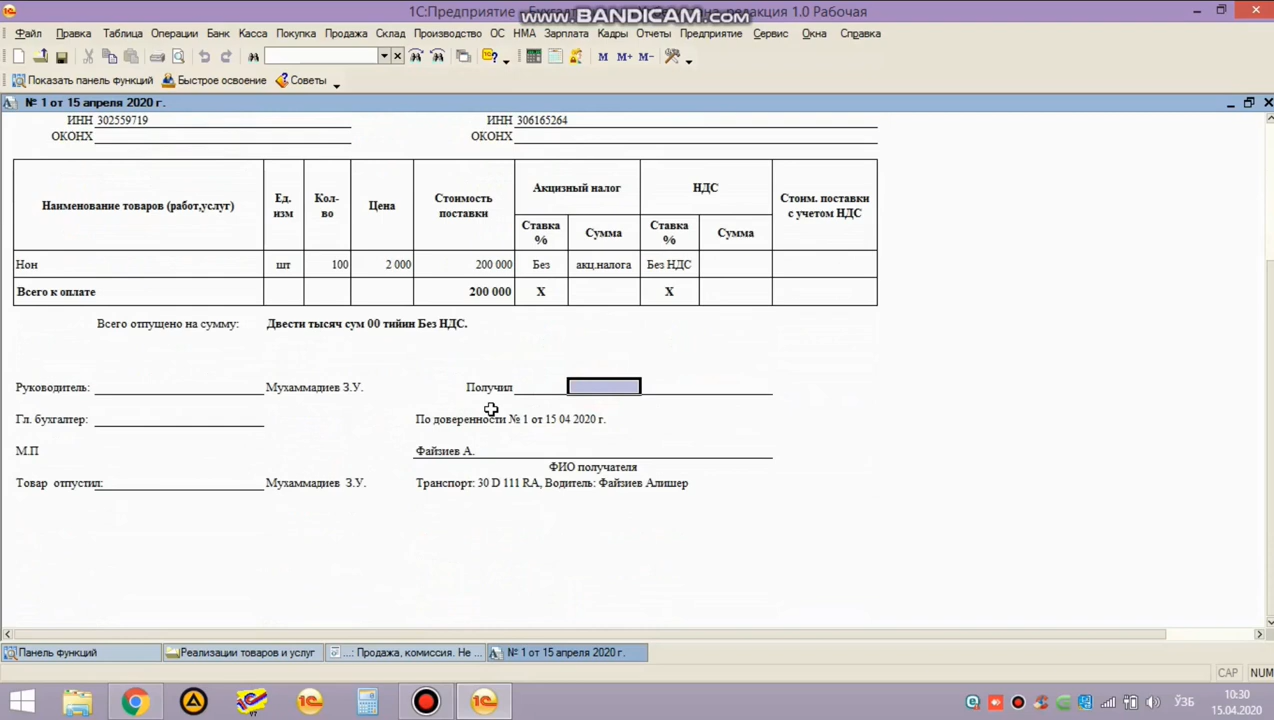 1С:Предприятие - Бухгалтерия
редакция 1.0 Рабочая
www.BANDICAM.com
Файл Правка Таблица Операции Банк Касса Покупка Продажа Склад Производство ОС НМА Зарплата Кадры Отчеты Предприятие Сервис Окна Справка
M M+ M-
Показать панель функций Быстрое освоение Советы
№ 1 от 15 апреля 2020 г.
ИНН 302559719 ИНН 306165264
ОКОНХ ОКОНХ
Наименование товаров (работ,услуг) Ед. изм Кол-во Цена Стоимость поставки Акцизный налог НДС Стоим. поставки с учетом НДС
Ставка % Сумма Ставка % Сумма
Нон шт 100 2 000 200 000 Без акц.налога Без НДС
Всего к оплате 200 000 X X
Всего отпущено на сумму: Двести тысяч сум 00 тийин Без НДС.
Руководитель: Мухаммадиев З.У. Получил
Гл. бухгалтер: По доверенности № 1 от 15 04 2020 г.
М.П Файзиев А.
ФИО получателя
Товар отпустил: Мухаммадиев З.У. Транспорт: 30 D 111 RA, Водитель: Файзиев Алишер
Панель функций Реализации товаров и услуг ...: Продажа, комиссия. Не ... № 1 от 15 апреля 2020 г.
CAP NUM
ЎЗБ 10:30
15.04.2020